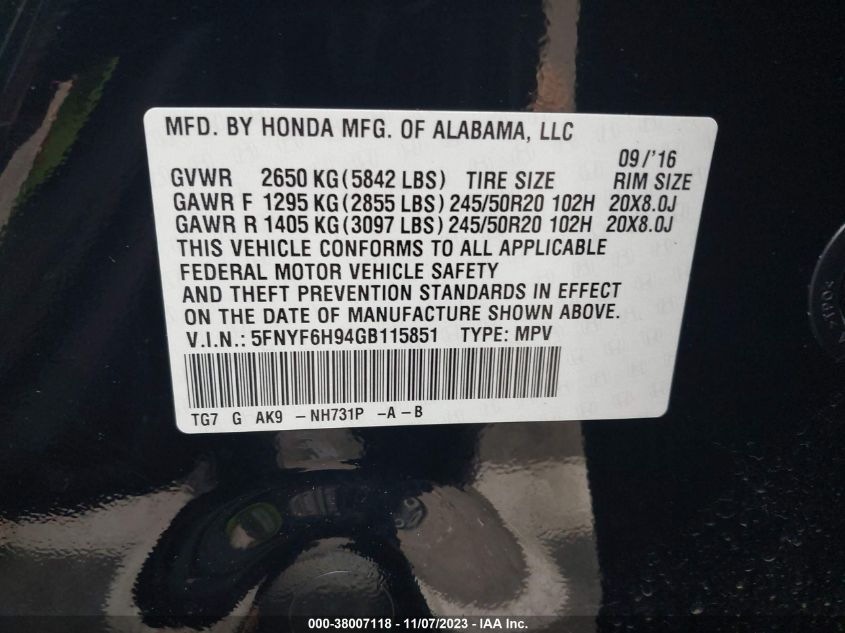 MFD. BY HONDA MFG. OF ALABAMA, LLC
09/'16
GVWR 2650 KG(5842 LBS) TIRE SIZE RIM SIZE
GAWR F 1295 KG(2855 LBS)245/50R20 102H 20X8.0J
GAWR R 1405 KG(3097 LBS)245/50R20 102H 20X8.0J
THIS VEHICLE CONFORMS TO ALL APPLICABLE
FEDERAL MOTOR VEHICLE SAFETY
AND THEFT PREVENTION STANDARDS IN EFFECT
ON THE DATE OF MANUFACTURE SHOWN ABOVE.
V.I.N.: 5FNYF6H94GB115851 TYPE: MPV
TG7 G AK9 -NH731P -A-B
000-38007118 - 11/07/2023 - IAA Inc.